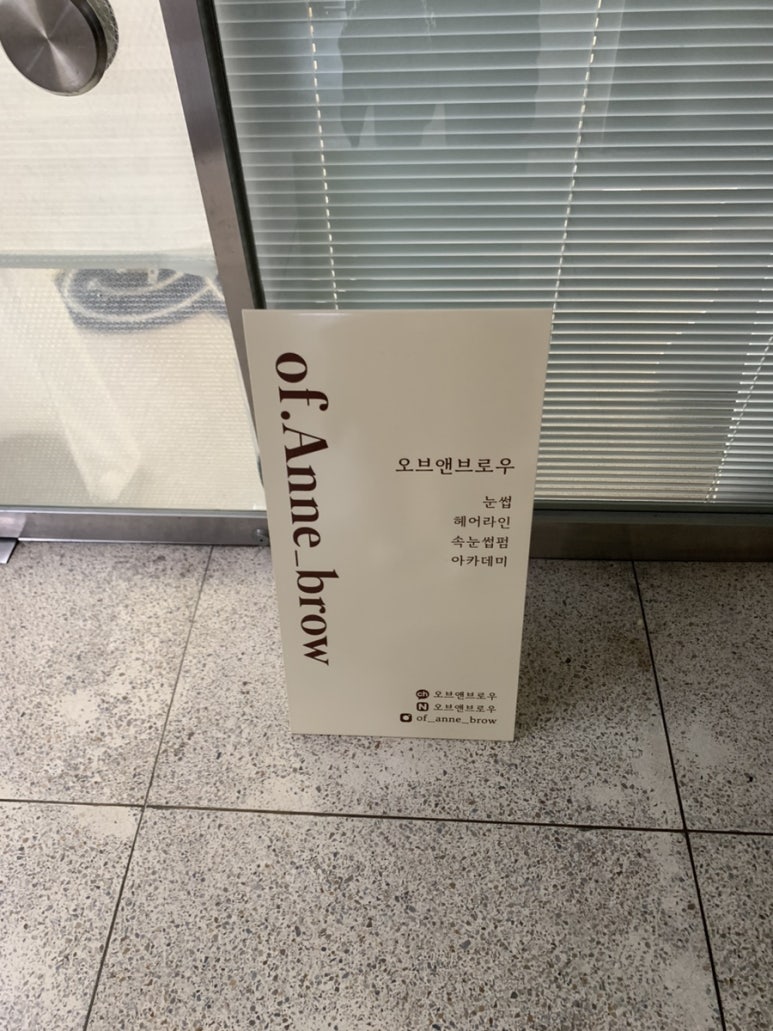 of.Anne_brow
오브앤브로우
눈썹
헤어라인
속눈썹펌
아카데미
ch 오브앤브로우
N 오브앤브로우
of_anne_brow